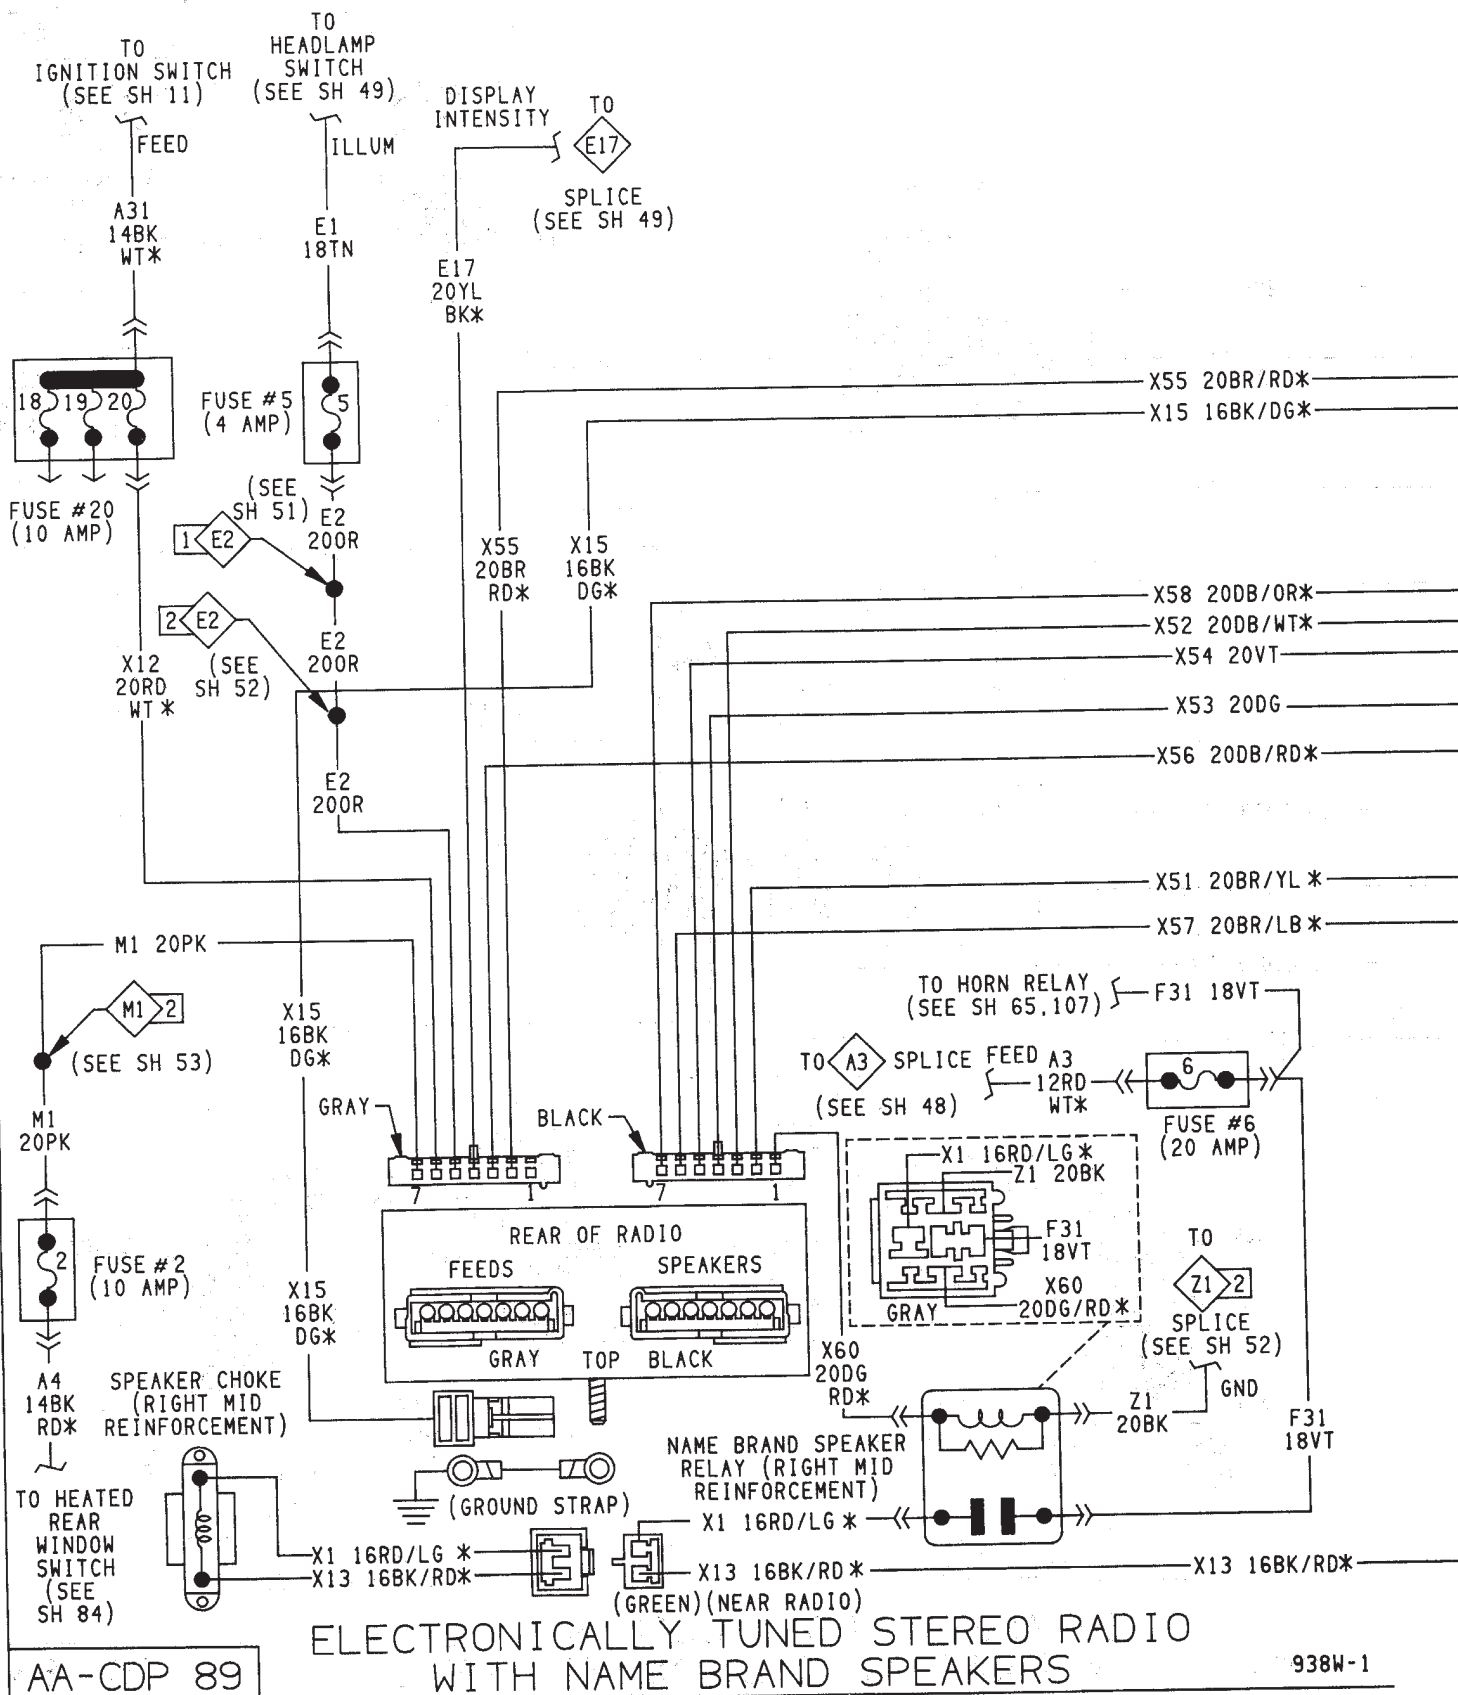 TO
IGNITION SWITCH
(SEE SH 11)
FEED
TO
HEADLAMP
SWITCH
(SEE SH 49)
ILLUM
DISPLAY
INTENSITY
TO
E17
SPLICE
(SEE SH 49)
A31
14BK
WT*
E1
18TN
E17
20YL
BK*
18
19
20
FUSE #20
(10 AMP)
FUSE #5
(4 AMP)
5
X55 20BR/RD*
X15 16BK/DG*
(SEE
SH 51)
1
E2
E2
20OR
2
E2
(SEE
SH 52)
E2
20OR
E2
20OR
X12
20RD
WT*
X55
20BR
RD*
X15
16BK
DG*
X58 20DB/OR*
X52 20DB/WT*
X54 20VT
X53 20DG
X56 20DB/RD*
X51 20BR/YL*
X57 20BR/LB*
M1 20PK
M1
2
(SEE SH 53)
M1
20PK
X15
16BK
DG*
TO HORN RELAY
(SEE SH 65,107)
F31 18VT
TO
A3
SPLICE
FEED
(SEE SH 48)
A3
12RD
WT*
6
FUSE #6
(20 AMP)
GRAY
BLACK
7
1
7
1
X1 16RD/LG*
Z1 20BK
F31
18VT
X60
20DG/RD*
GRAY
REAR OF RADIO
FEEDS
SPEAKERS
GRAY
TOP
BLACK
2
FUSE #2
(10 AMP)
X15
16BK
DG*
TO
Z1
2
SPLICE
(SEE SH 52)
GND
A4
14BK
RD*
TO HEATED
REAR
WINDOW
SWITCH
(SEE
SH 84)
SPEAKER CHOKE
(RIGHT MID
REINFORCEMENT)
X60
20DG
RD*
Z1
20BK
F31
18VT
NAME BRAND SPEAKER
RELAY (RIGHT MID
REINFORCEMENT)
(GROUND STRAP)
X1 16RD/LG*
X1 16RD/LG *
X13 16BK/RD*
X13 16BK/RD*
X13 16BK/RD*
(GREEN)(NEAR RADIO)
ELECTRONICALLY TUNED STEREO RADIO
WITH NAME BRAND SPEAKERS
AA-CDP 89
938W-1